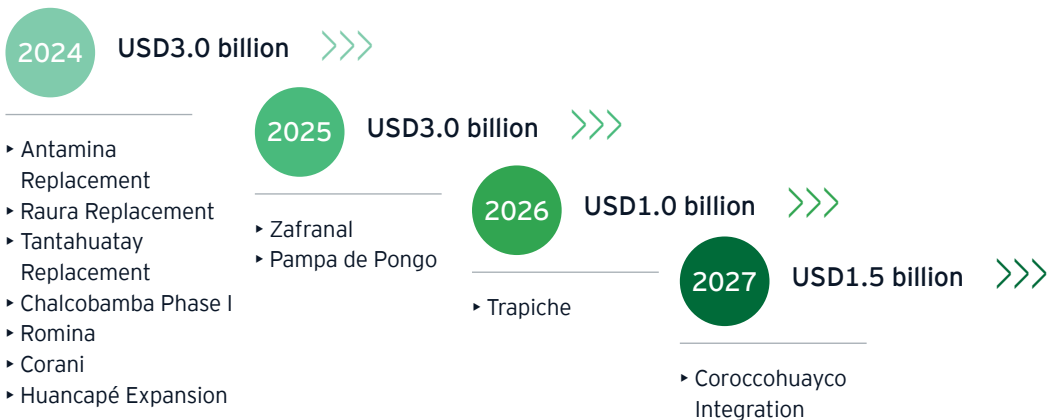 2024
USD3.0 billion
▸ Antamina
Replacement
▸ Raura Replacement
▸ Tantahuatay
Replacement
▸ Chalcobamba Phase I
▸ Romina
▸ Corani
▸ Huancapé Expansion
2025
USD3.0 billion
▸ Zafranal
▸ Pampa de Pongo
2026
USD1.0 billion
▸ Trapiche
2027
USD1.5 billion
▸ Coroccohuayco
Integration